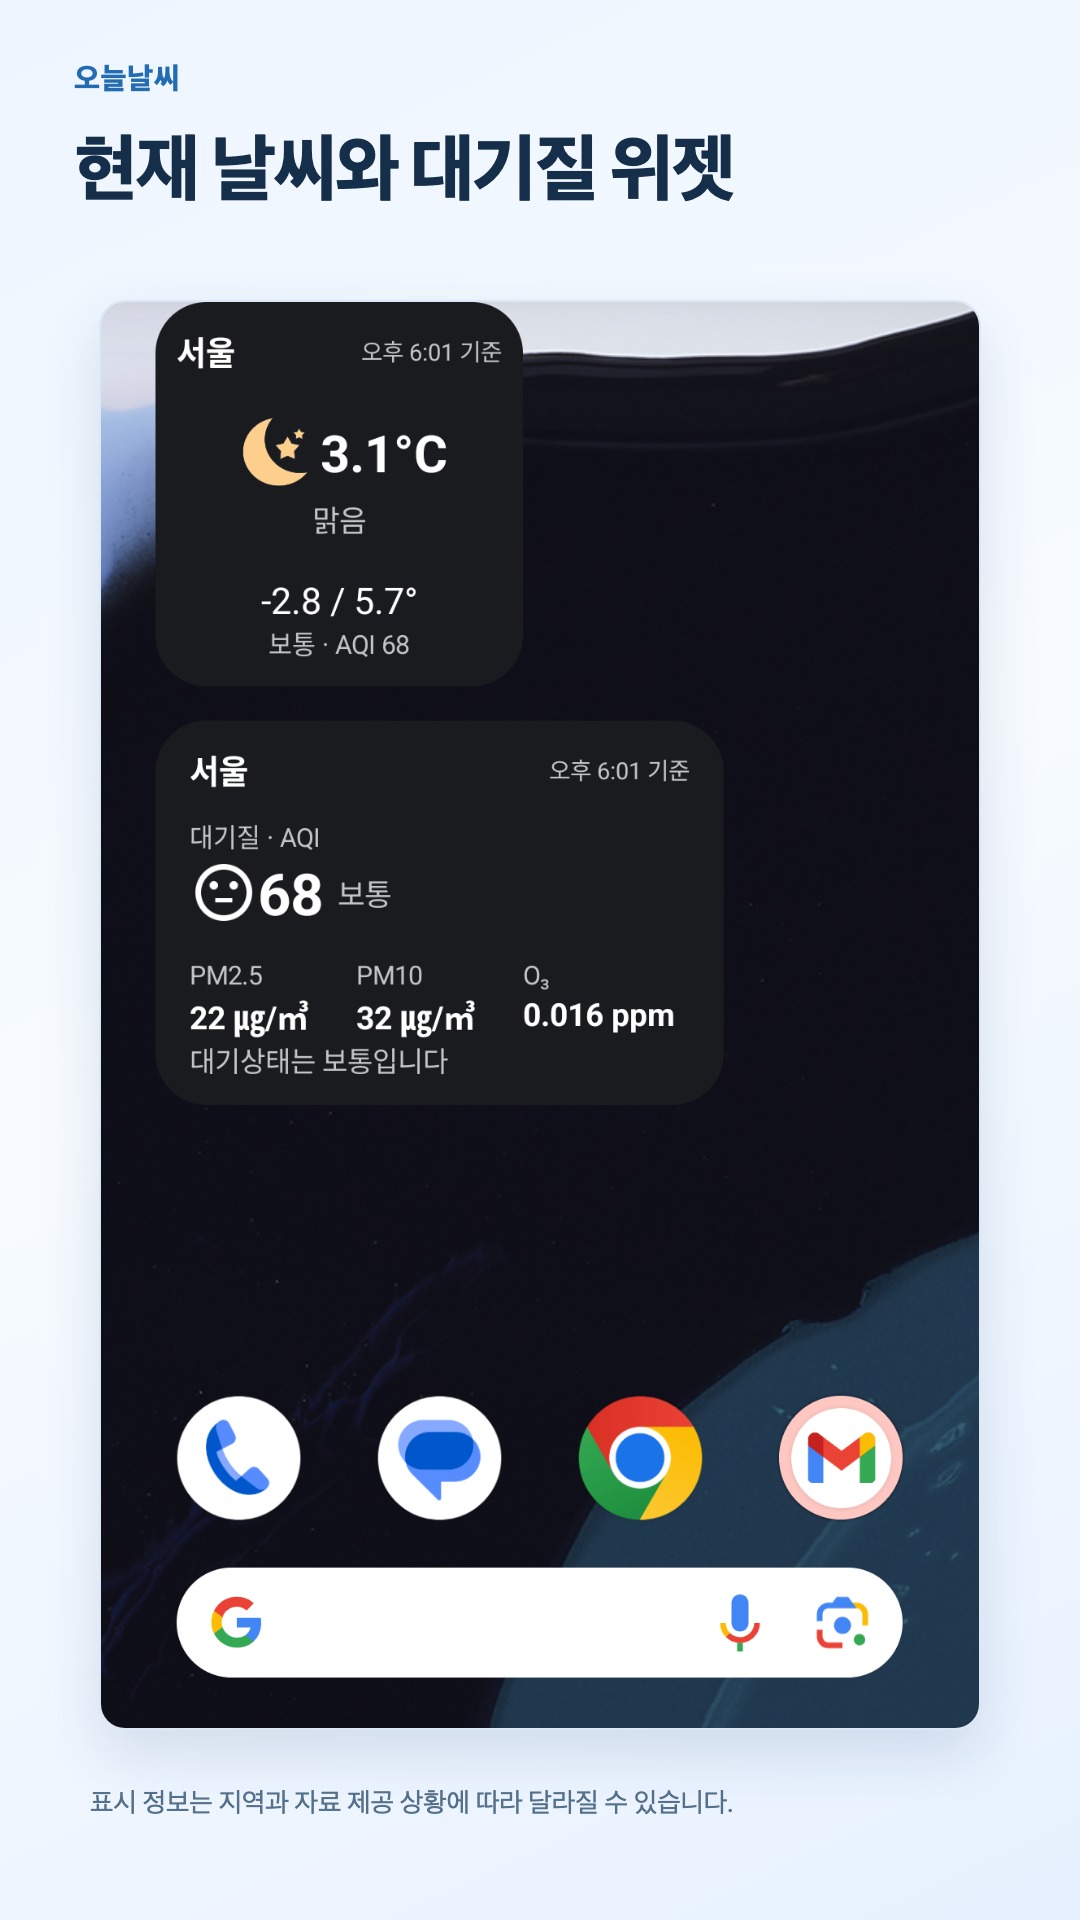 오늘날씨
현재 날씨와 대기질 위젯
서울 오후 6:01 기준
3.1°C
맑음
-2.8 / 5.7°
보통 · AQI 68
서울 오후 6:01 기준
대기질 · AQI
68 보통
PM2.5 PM10 O₃
22 μg/㎥ 32 μg/㎥ 0.016 ppm
대기상태는 보통입니다
표시 정보는 지역과 자료 제공 상황에 따라 달라질 수 있습니다.